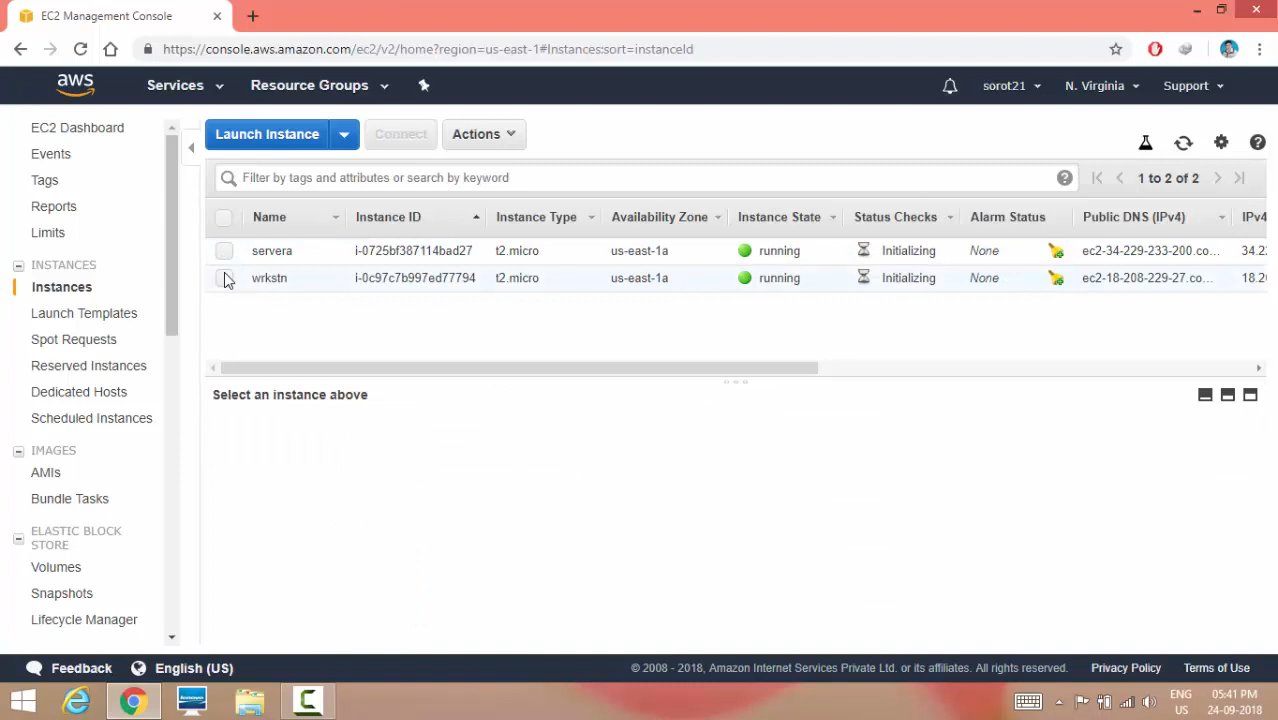 EC2 Management Console
https://console.aws.amazon.com/ec2/v2/home?region=us-east-1#Instances:sort=instanceId
aws Services Resource Groups sorot21 N. Virginia Support
EC2 Dashboard
Events
Tags
Reports
Limits
INSTANCES
Instances
Launch Templates
Spot Requests
Reserved Instances
Dedicated Hosts
Scheduled Instances
IMAGES
AMIs
Bundle Tasks
ELASTIC BLOCK
STORE
Volumes
Snapshots
Lifecycle Manager
Launch Instance Connect Actions
Filter by tags and attributes or search by keyword 1 to 2 of 2
Name Instance ID Instance Type Availability Zone Instance State Status Checks Alarm Status Public DNS (IPv4) IPv4
servera i-0725bf387114bad27 t2.micro us-east-1a running Initializing None ec2-34-229-233-200.co... 34.22
wrkstn i-0c97c7b997ed77794 t2.micro us-east-1a running Initializing None ec2-18-208-229-27.co... 18.20
Select an instance above
Feedback English (US) © 2008 - 2018, Amazon Internet Services Private Ltd. or its affiliates. All rights reserved. Privacy Policy Terms of Use
ENG 05:41 PM
US 24-09-2018